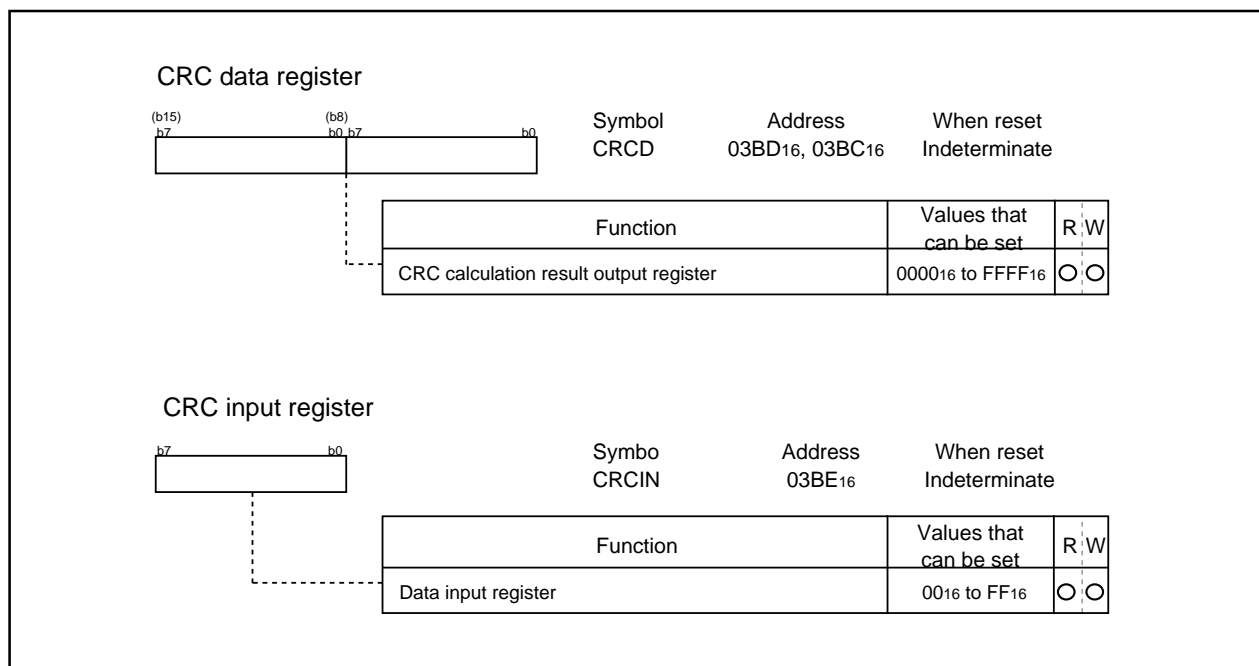 CRC data register
(b15) (b8)
b7 b0 b7 b0
Symbol Address When reset
CRCD 03BD16, 03BC16 Indeterminate
Function Values that can be set R W
CRC calculation result output register 000016 to FFFF16
CRC input register
b7 b0
Symbo Address When reset
CRCIN 03BE16 Indeterminate
Function Values that can be set R W
Data input register 0016 to FF16